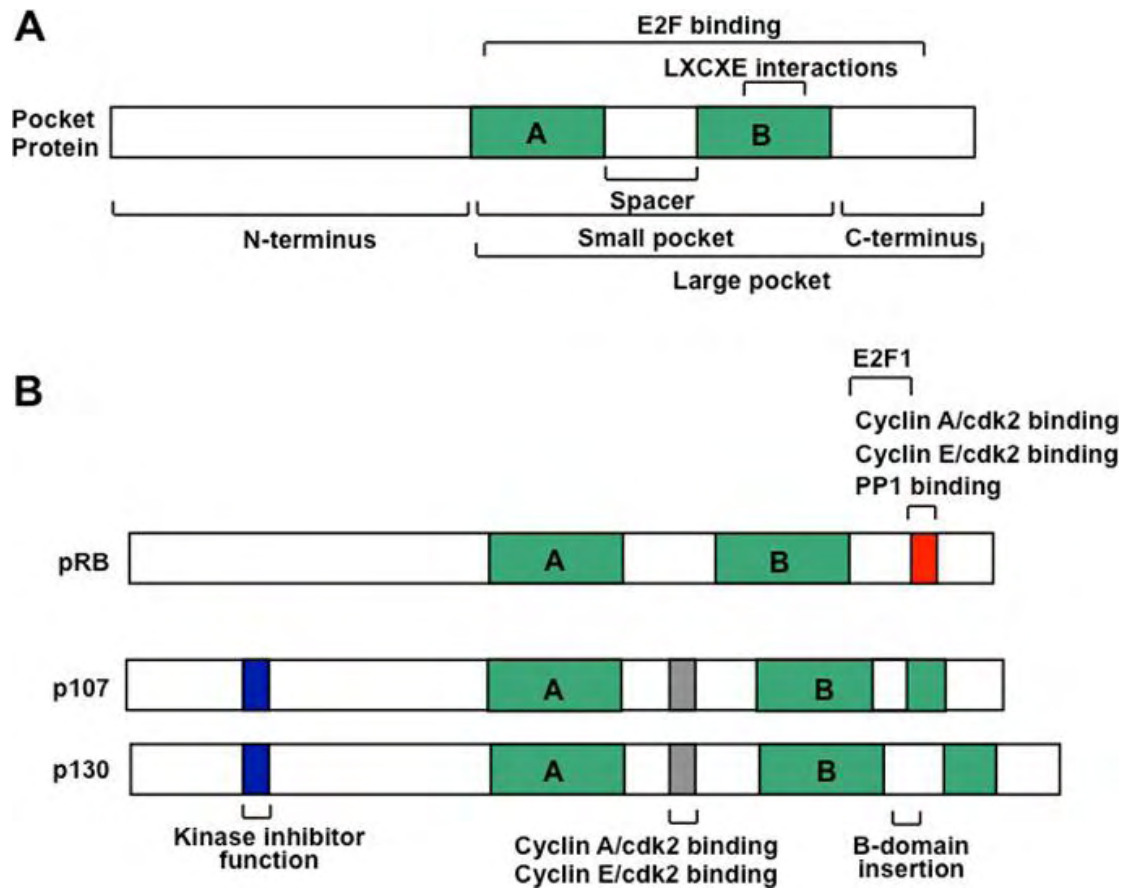 A
E2F binding
LXCXE interactions
Pocket
Protein
A
B
Spacer
N-terminus
Small pocket
C-terminus
Large pocket
B
E2F1
Cyclin A/cdk2 binding
Cyclin E/cdk2 binding
PP1 binding
pRB
A
B
p107
A
B
p130
A
B
Kinase inhibitor
function
Cyclin A/cdk2 binding
Cyclin E/cdk2 binding
B-domain
insertion